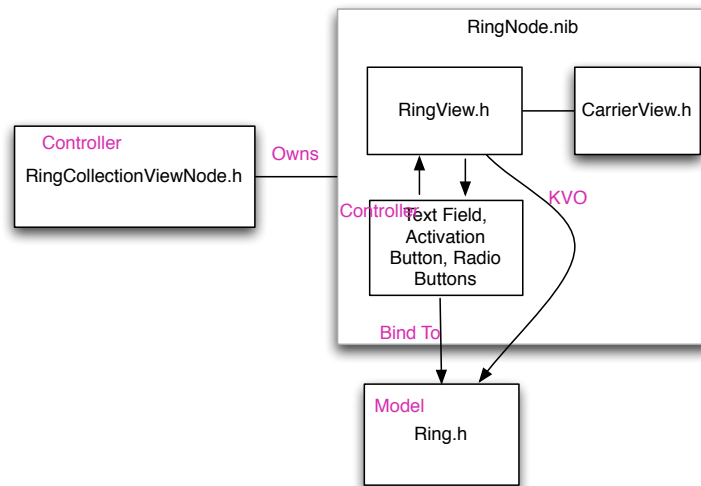 RingNode.nib
RingView.h
CarrierView.h
Controller
RingCollectionViewNode.h
Owns
KVO
Controller
Text Field,
Activation
Button, Radio
Buttons
Bind To
Model
Ring.h